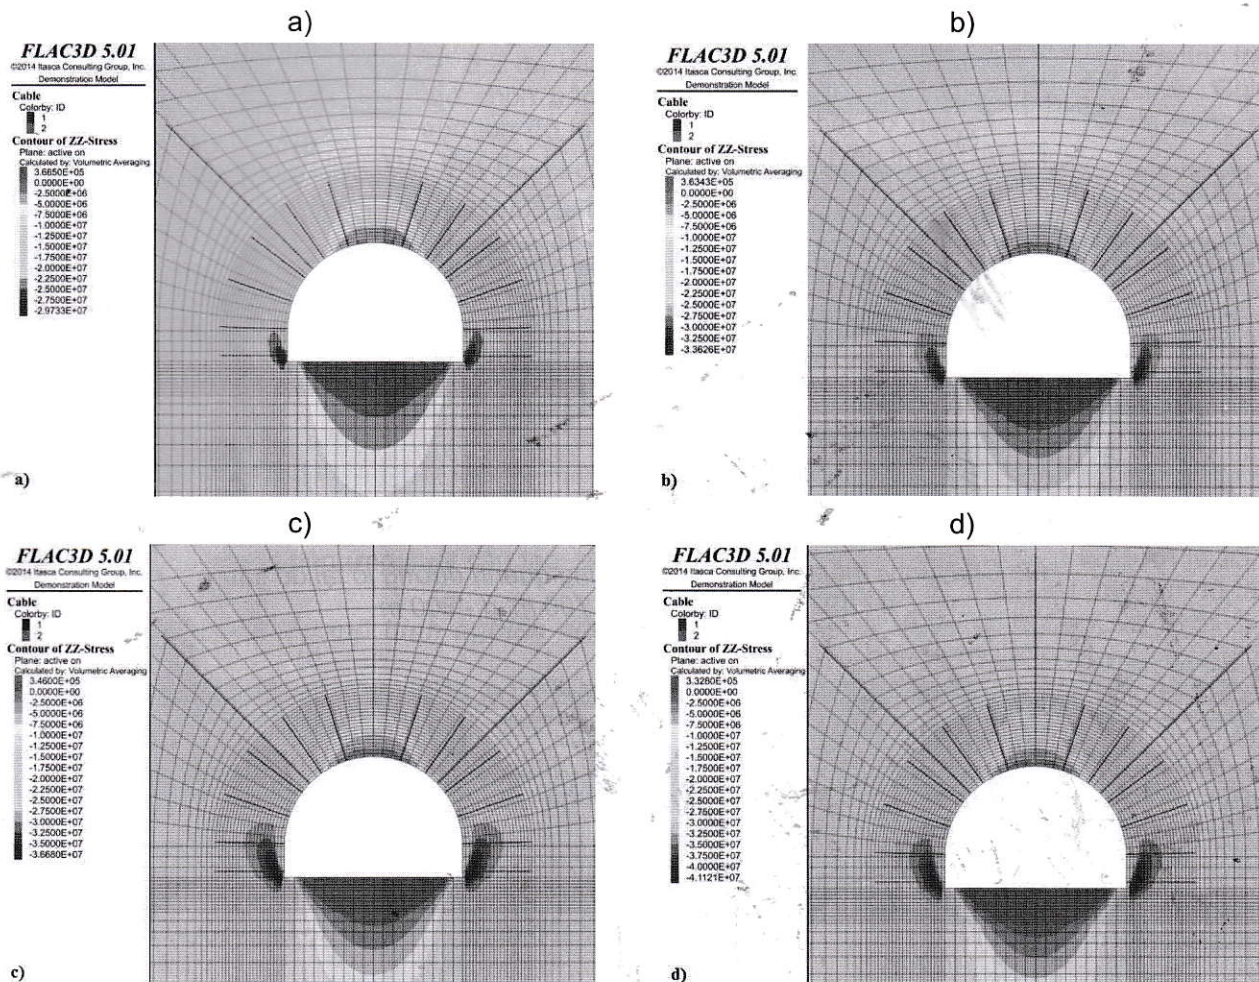 a)
FLAC3D 5.01
©2014 Itasca Consulting Group, Inc.
Demonstration Model
Cable
Colorby: ID
1
2
Contour of ZZ-Stress
Plane: active on
Calculated by: Volumetric Averaging
3.6650E+05
0.0000E+00
-2.5000E+06
-5.0000E+06
-7.5000E+06
-1.0000E+07
-1.2500E+07
-1.5000E+07
-1.7500E+07
-2.0000E+07
-2.2500E+07
-2.5000E+07
-2.7500E+07
-2.9733E+07
a)
b)
FLAC3D 5.01
©2014 Itasca Consulting Group, Inc.
Demonstration Model
Cable
Colorby: ID
1
2
Contour of ZZ-Stress
Plane: active on
Calculated by: Volumetric Averaging
3.6343E+05
0.0000E+00
-2.5000E+06
-5.0000E+06
-7.5000E+06
-1.0000E+07
-1.2500E+07
-1.5000E+07
-1.7500E+07
-2.0000E+07
-2.2500E+07
-2.5000E+07
-2.7500E+07
-3.0000E+07
-3.2500E+07
-3.3626E+07
b)
c)
FLAC3D 5.01
©2014 Itasca Consulting Group, Inc.
Demonstration Model
Cable
Colorby: ID
1
2
Contour of ZZ-Stress
Plane: active on
Calculated by: Volumetric Averaging
3.4600E+05
0.0000E+00
-2.5000E+06
-5.0000E+06
-7.5000E+06
-1.0000E+07
-1.2500E+07
-1.5000E+07
-1.7500E+07
-2.0000E+07
-2.2500E+07
-2.5000E+07
-2.7500E+07
-3.0000E+07
-3.2500E+07
-3.5000E+07
-3.6680E+07
c)
d)
FLAC3D 5.01
©2014 Itasca Consulting Group, Inc.
Demonstration Model
Cable
Colorby: ID
1
2
Contour of ZZ-Stress
Plane: active on
Calculated by: Volumetric Averaging
3.3280E+05
0.0000E+00
-2.5000E+06
-5.0000E+06
-7.5000E+06
-1.0000E+07
-1.2500E+07
-1.5000E+07
-1.7500E+07
-2.0000E+07
-2.2500E+07
-2.5000E+07
-2.7500E+07
-3.0000E+07
-3.2500E+07
-3.5000E+07
-3.7500E+07
-4.0000E+07
-4.1121E+07
d)